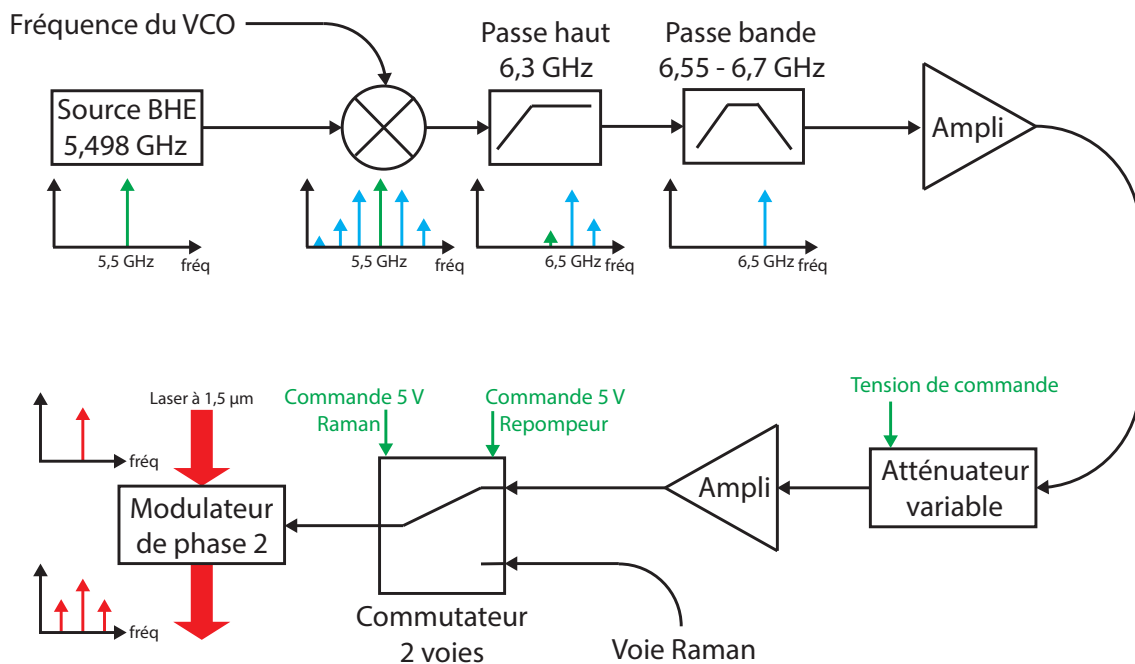 Fréquence du VCO
Passe haut
6,3 GHz
Passe bande
6,55 - 6,7 GHz
Source BHE
5,498 GHz
Ampli
5,5 GHz
fréq
5,5 GHz
fréq
6,5 GHz
fréq
6,5 GHz
fréq
Laser à 1,5 µm
Commande 5 V
Raman
Commande 5 V
Repompeur
Tension de commande
fréq
Modulateur
de phase 2
Ampli
Atténuateur
variable
fréq
Commutateur
2 voies
Voie Raman